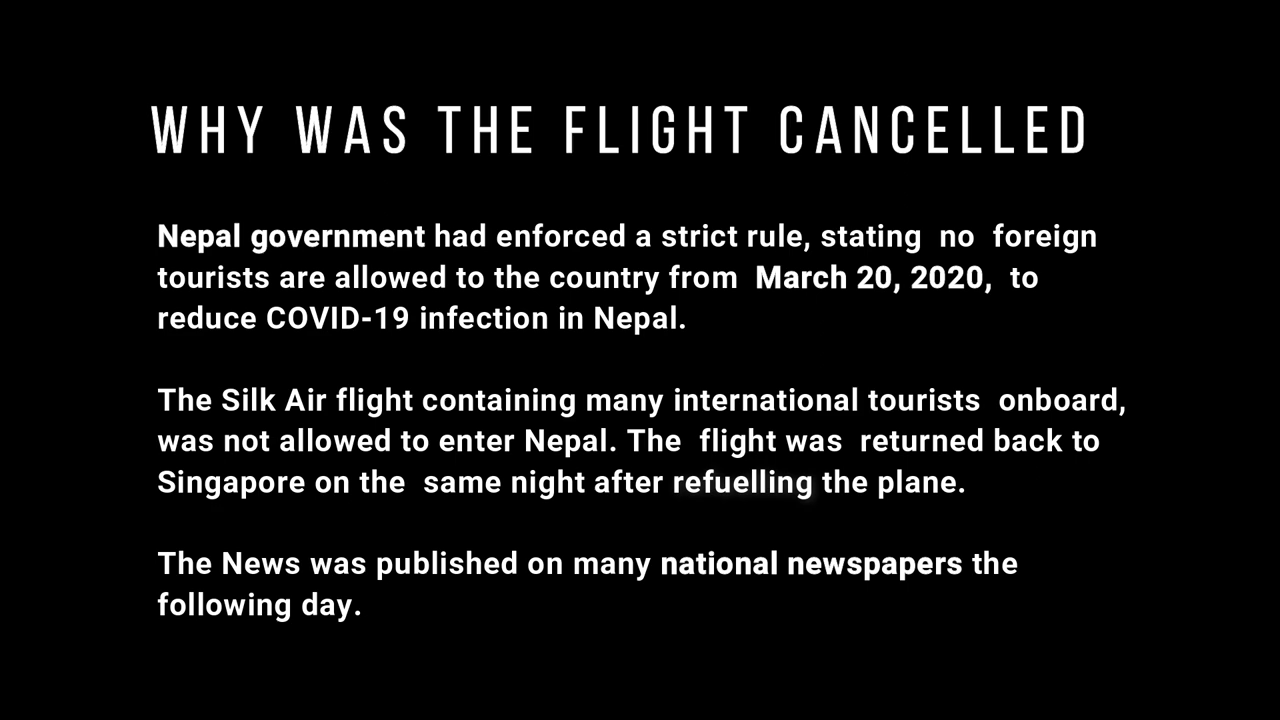 WHY WAS THE FLIGHT CANCELLED
Nepal government had enforced a strict rule, stating no foreign
tourists are allowed to the country from March 20, 2020, to
reduce COVID-19 infection in Nepal.
The Silk Air flight containing many international tourists onboard,
was not allowed to enter Nepal. The flight was returned back to
Singapore on the same night after refuelling the plane.
The News was published on many national newspapers the
following day.